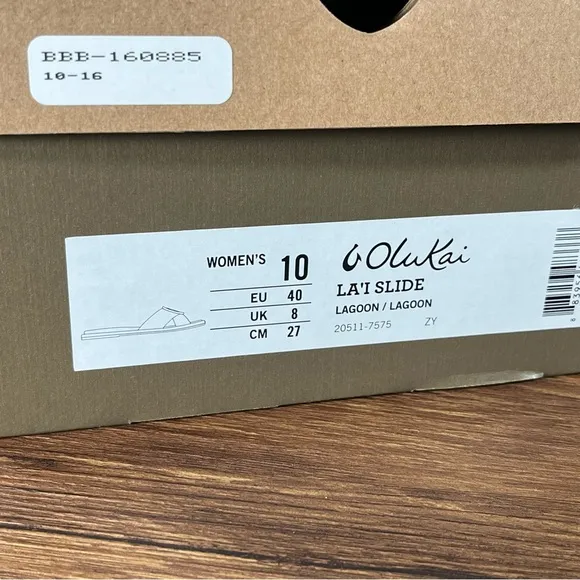 BBB-160885
10-16
WOMEN'S 10
EU 40
UK 8
CM 27
OluKai
LA'I SLIDE
LAGOON / LAGOON
20511-7575 ZY